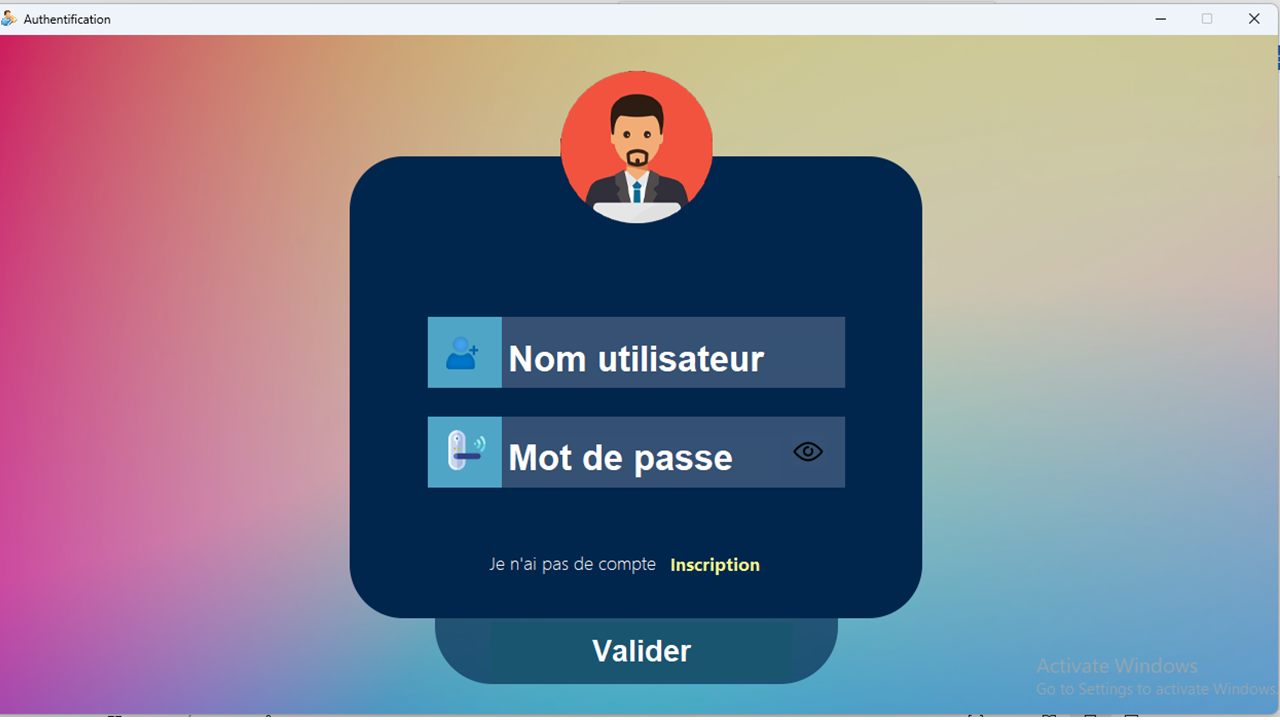 Authentification
Nom utilisateur
Mot de passe
Je n'ai pas de compte Inscription
Valider
Activate Windows
Go to Settings to activate Windows.